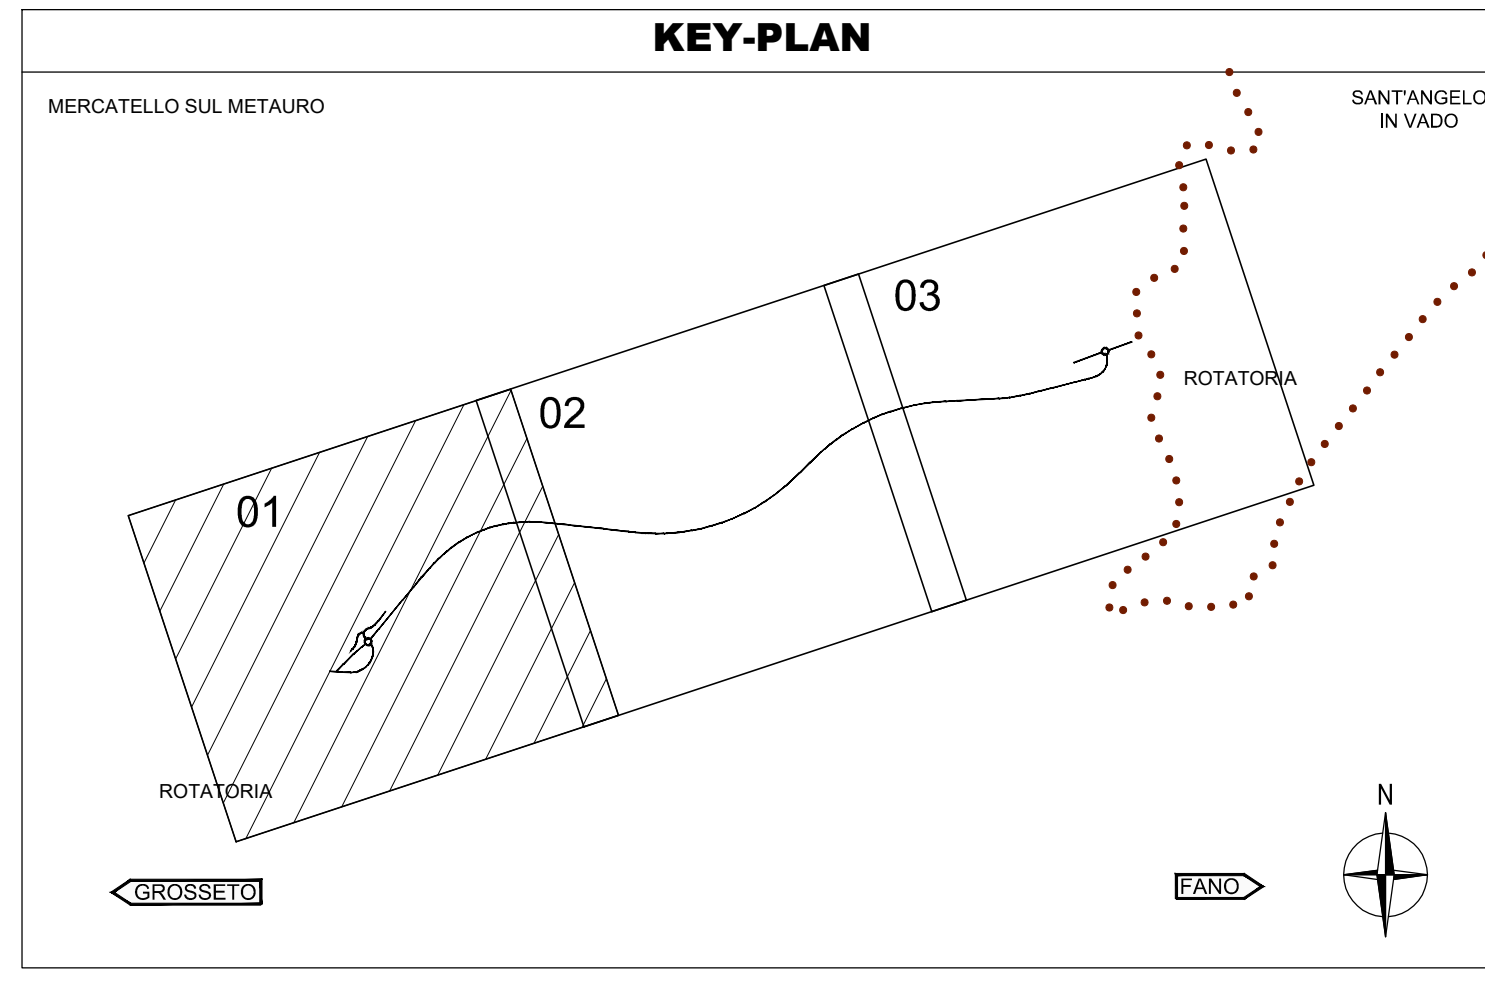 KEY-PLAN
MERCATELLO SUL METAURO
SANT'ANGELO
IN VADO
03
02
ROTATORIA
01
ROTATORIA
N
GROSSETO
FANO